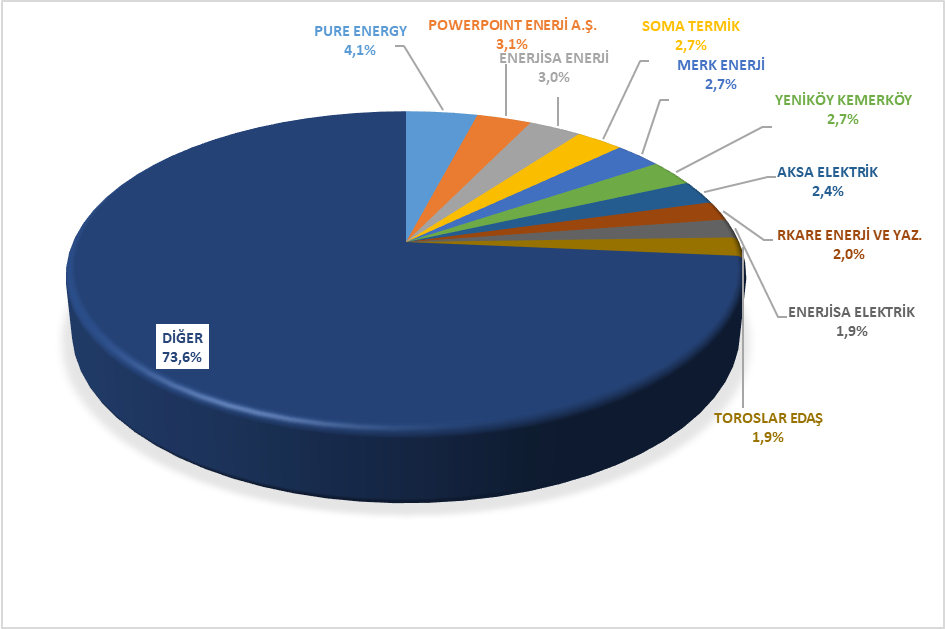 PURE ENERGY
4,1%
POWERPOINT ENERJİ A.Ş.
3,1%
ENERJİSA ENERJİ
3,0%
SOMA TERMİK
2,7%
MERK ENERJİ
2,7%
YENİKÖY KEMERKÖY
2,7%
AKSA ELEKTRİK
2,4%
RKARE ENERJİ VE YAZ.
2,0%
ENERJİSA ELEKTRİK
1,9%
TOROSLAR EDAŞ
1,9%
DİĞER
73,6%